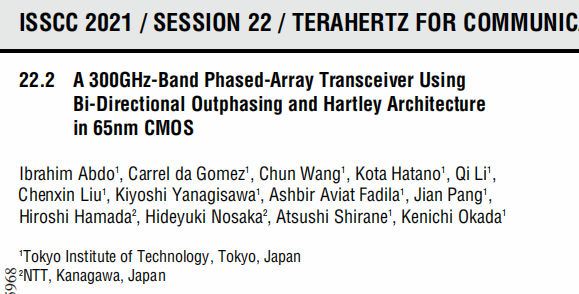 ISSCC 2021 / SESSION 22 / TERAHERTZ FOR COMMUNIC
22.2 A 300GHz-Band Phased-Array Transceiver Using
Bi-Directional Outphasing and Hartley Architecture
in 65nm CMOS
Ibrahim Abdo¹, Carrel da Gomez¹, Chun Wang¹, Kota Hatano¹, Qi Li¹,
Chenxin Liu¹, Kiyoshi Yanagisawa¹, Ashbir Aviat Fadila¹, Jian Pang¹,
Hiroshi Hamada², Hideyuki Nosaka², Atsushi Shirane¹, Kenichi Okada¹
¹Tokyo Institute of Technology, Tokyo, Japan
²NTT, Kanagawa, Japan